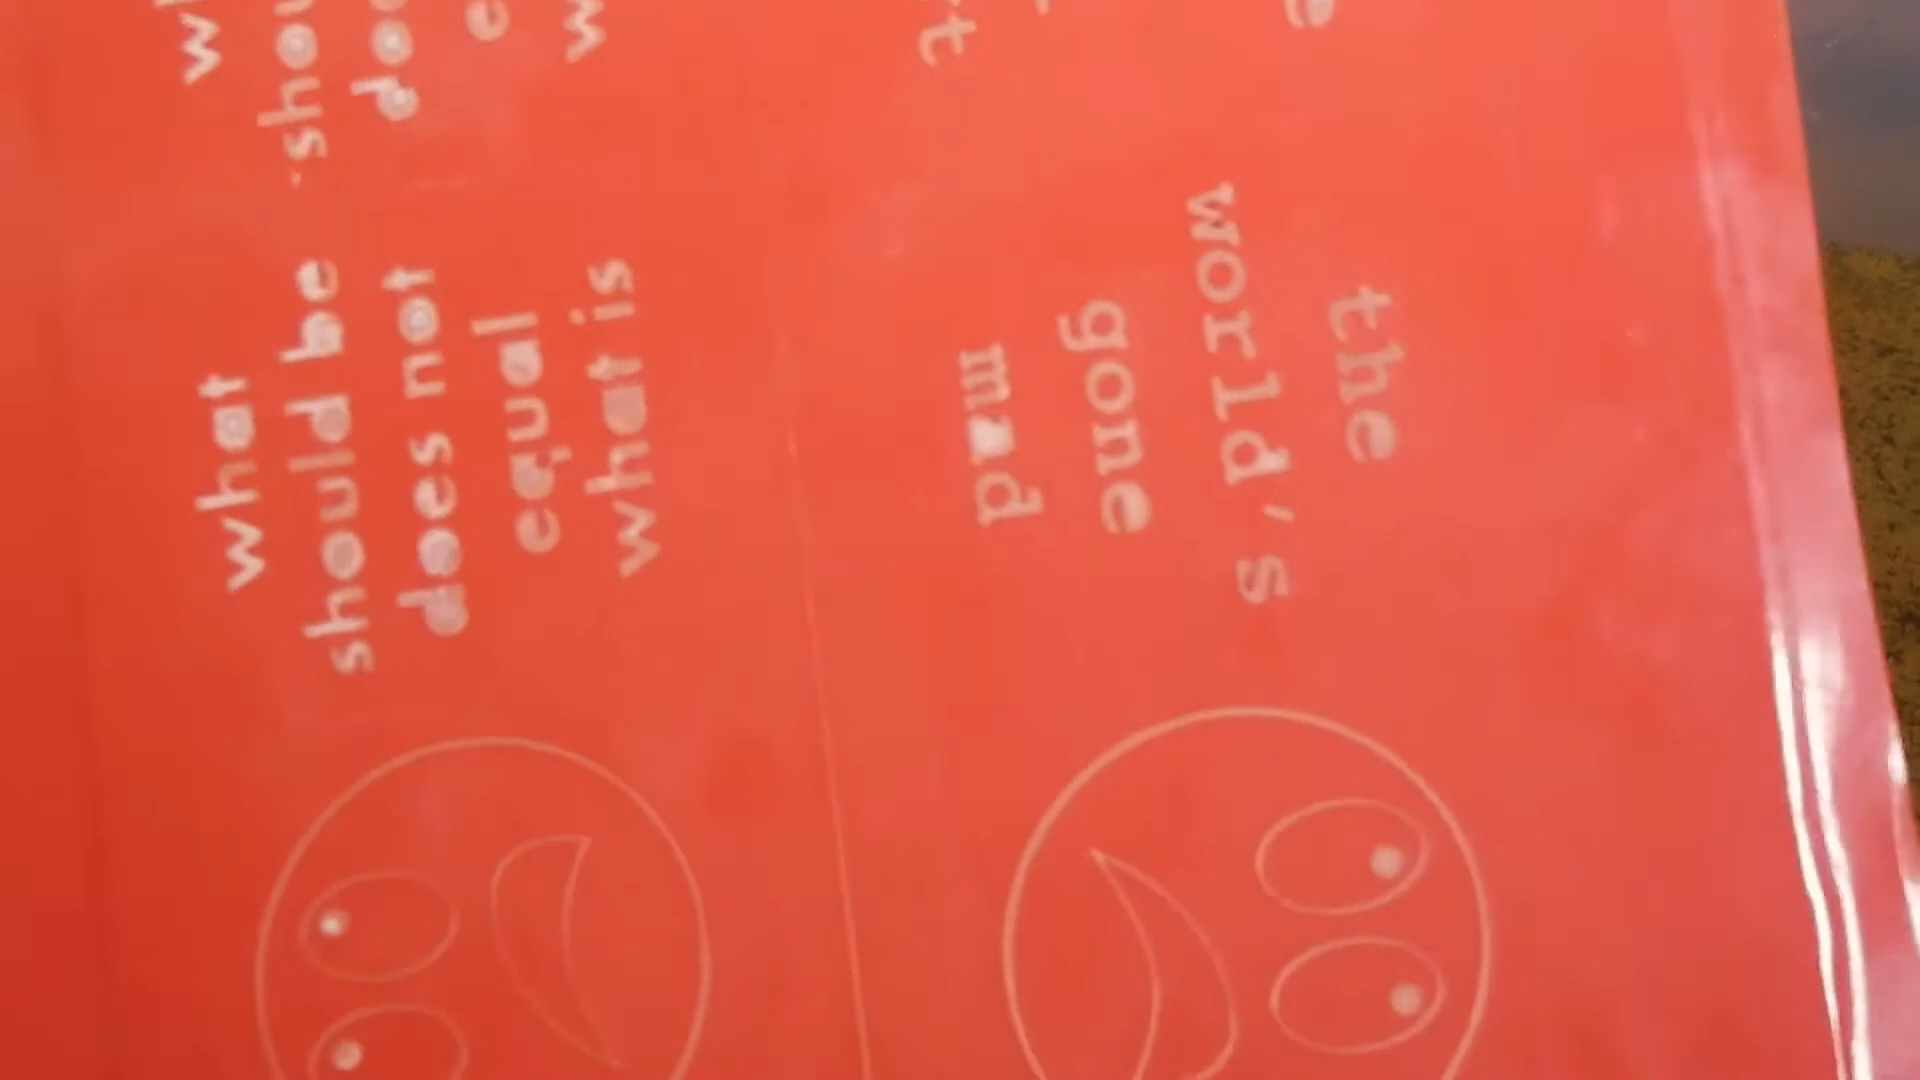 what
should be
does not
equal
what is
the
world's
gone
mad